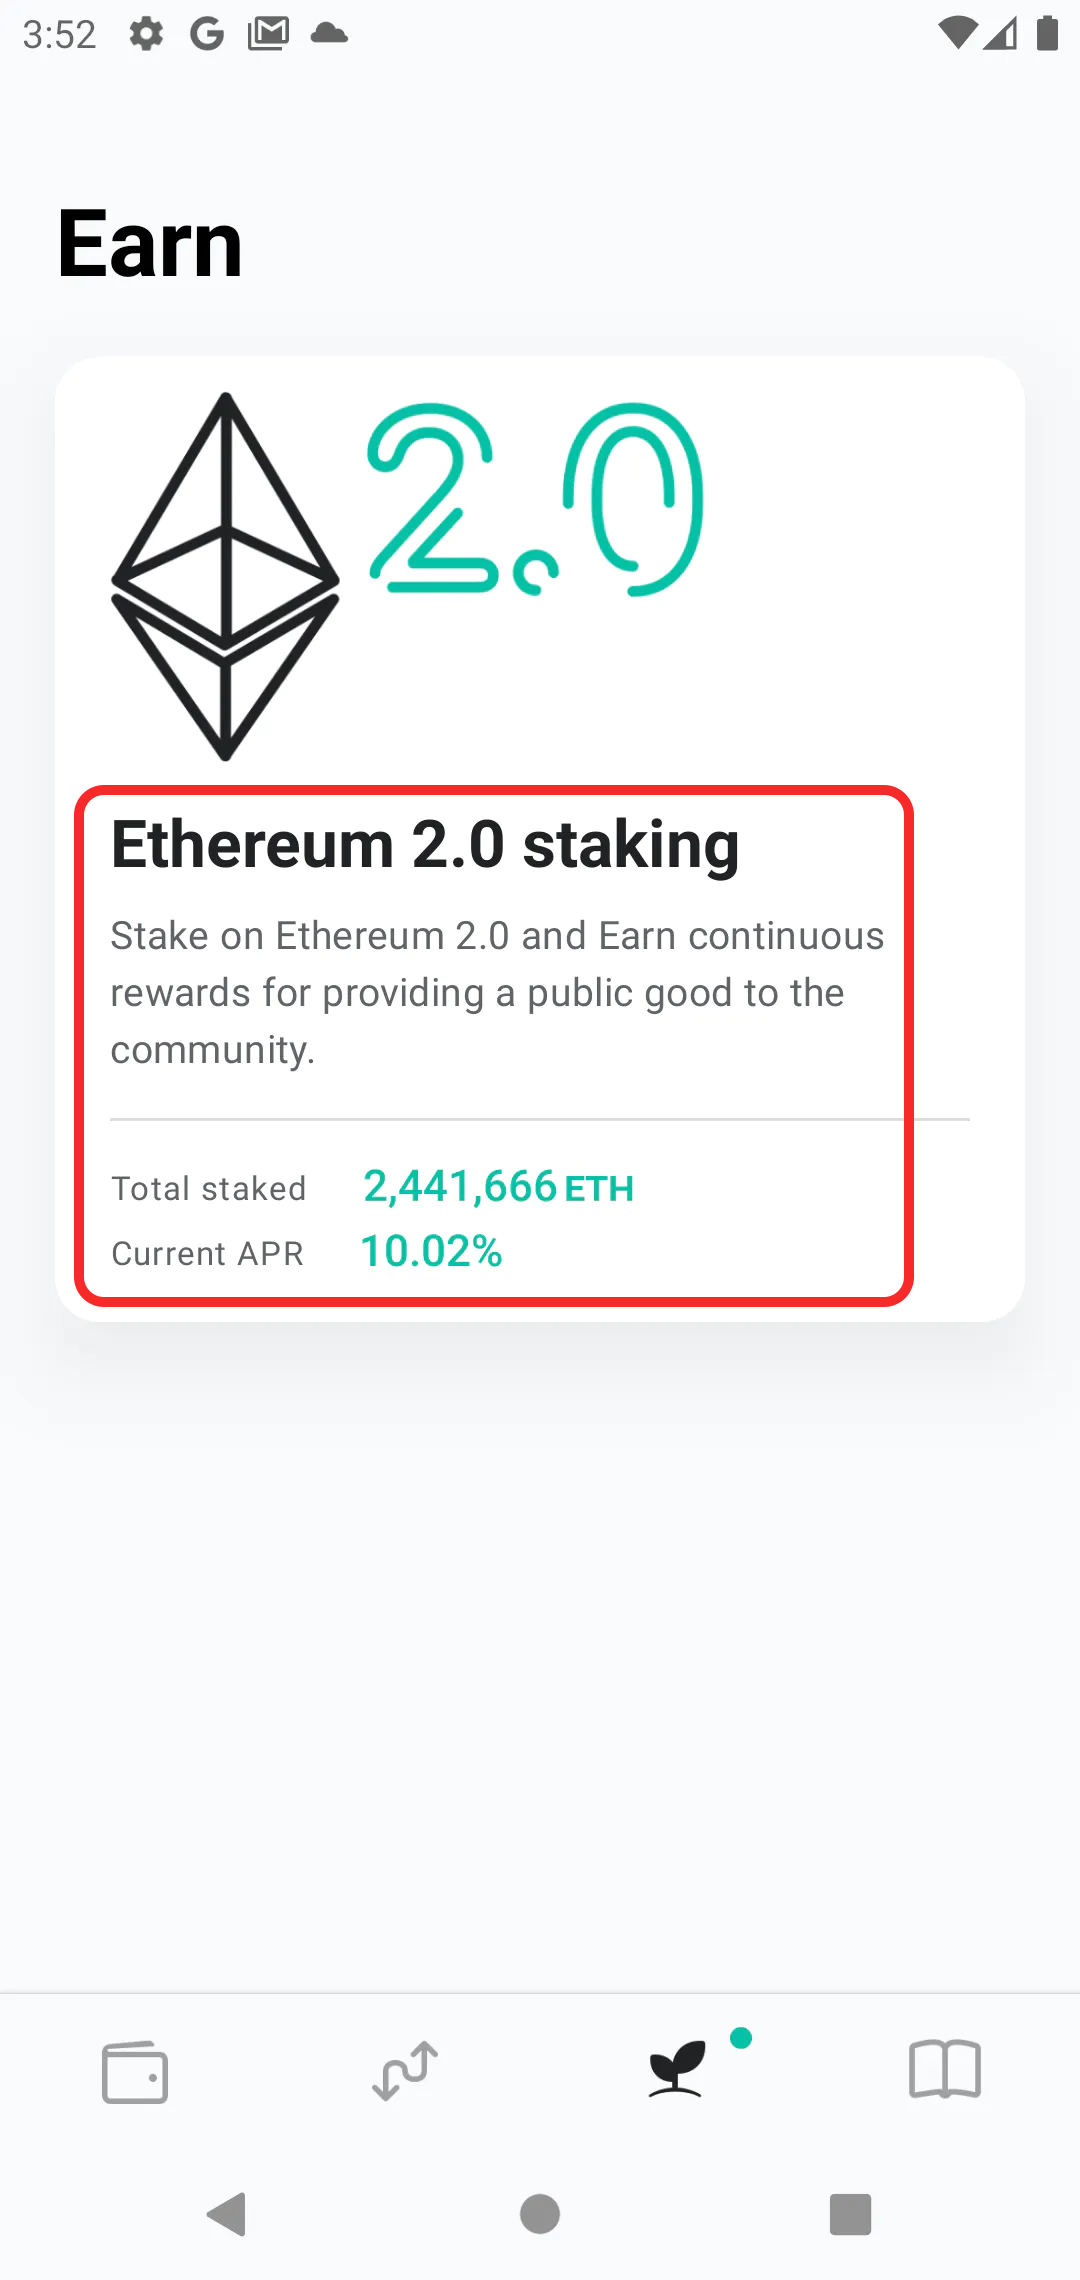 3:52
Earn
2.0
Ethereum 2.0 staking
Stake on Ethereum 2.0 and Earn continuous
rewards for providing a public good to the
community.
Total staked 2,441,666 ETH
Current APR 10.02%